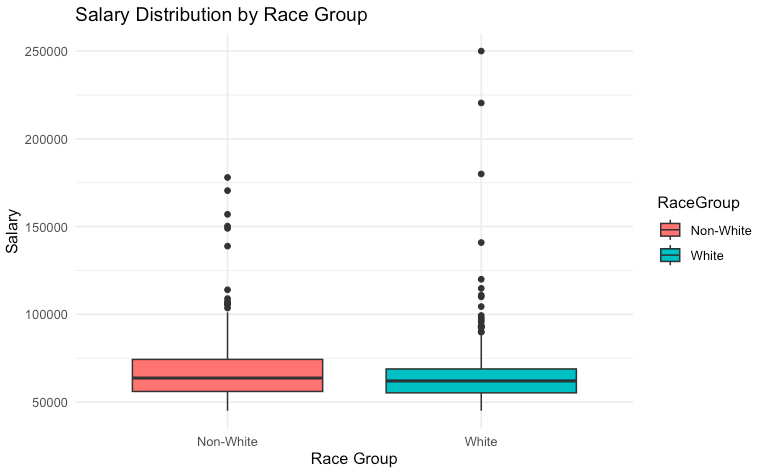 Salary Distribution by Race Group
250000
200000
150000
100000
50000
Salary
Non-White
White
Race Group
RaceGroup
Non-White
White